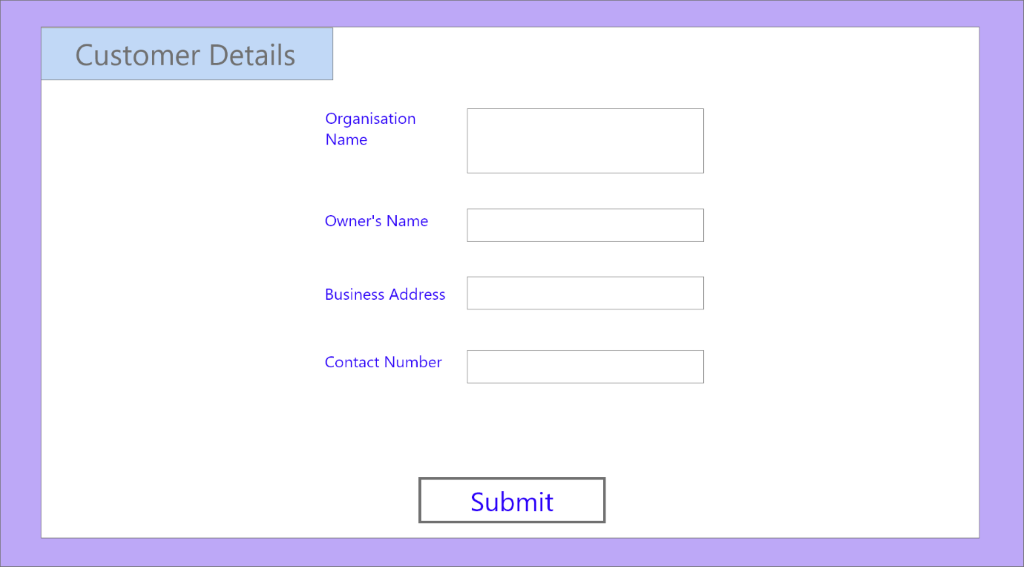 Customer Details
Organisation
Name
Owner's Name
Business Address
Contact Number
Submit